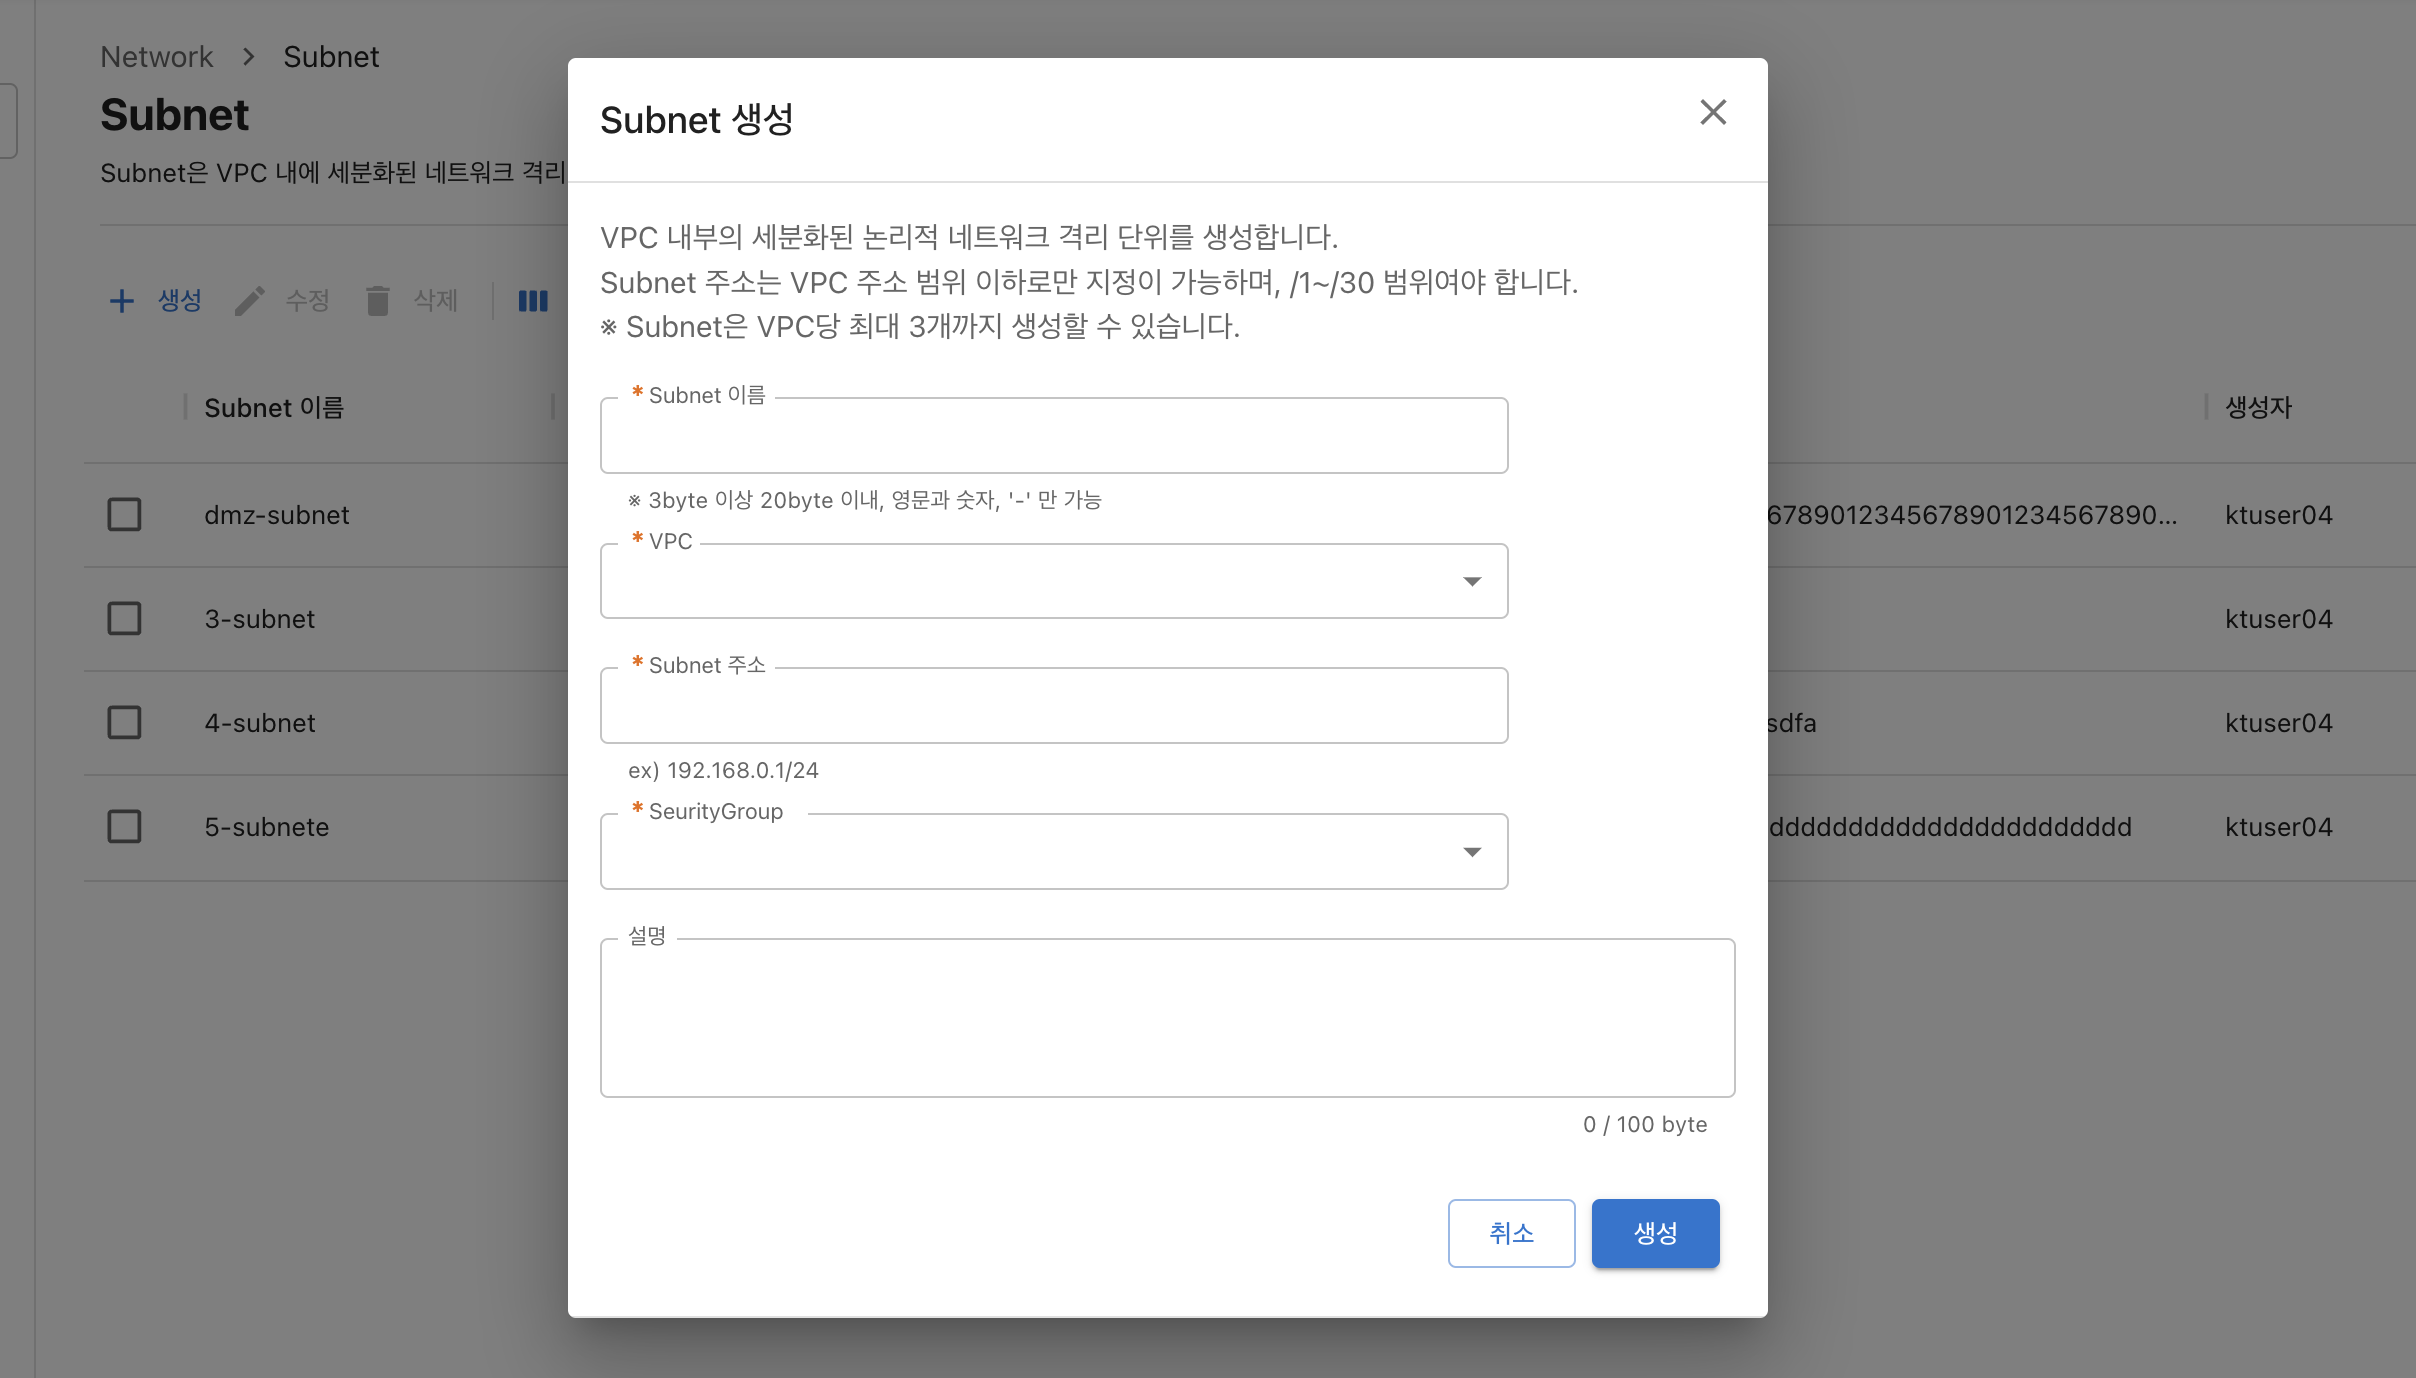 Network > Subnet
Subnet
Subnet은 VPC 내에 세분화된 네트워크 격리
생성 수정 삭제
Subnet 이름 생성자
dmz-subnet 678901234567890123456 7890... ktuser04
3-subnet ktuser04
4-subnet sdfa ktuser04
5-subnete ddddddddddddddddddddddd ktuser04
Subnet 생성
VPC 내부의 세분화된 논리적 네트워크 격리 단위를 생성합니다.
Subnet 주소는 VPC 주소 범위 이하로만 지정이 가능하며, /1~/30 범위여야 합니다.
※ Subnet은 VPC당 최대 3개까지 생성할 수 있습니다.
* Subnet 이름
※ 3byte 이상 20byte 이내, 영문과 숫자, '-' 만 가능
* VPC
* Subnet 주소
ex) 192.168.0.1/24
* SeurityGroup
설명
0 / 100 byte
취소 생성